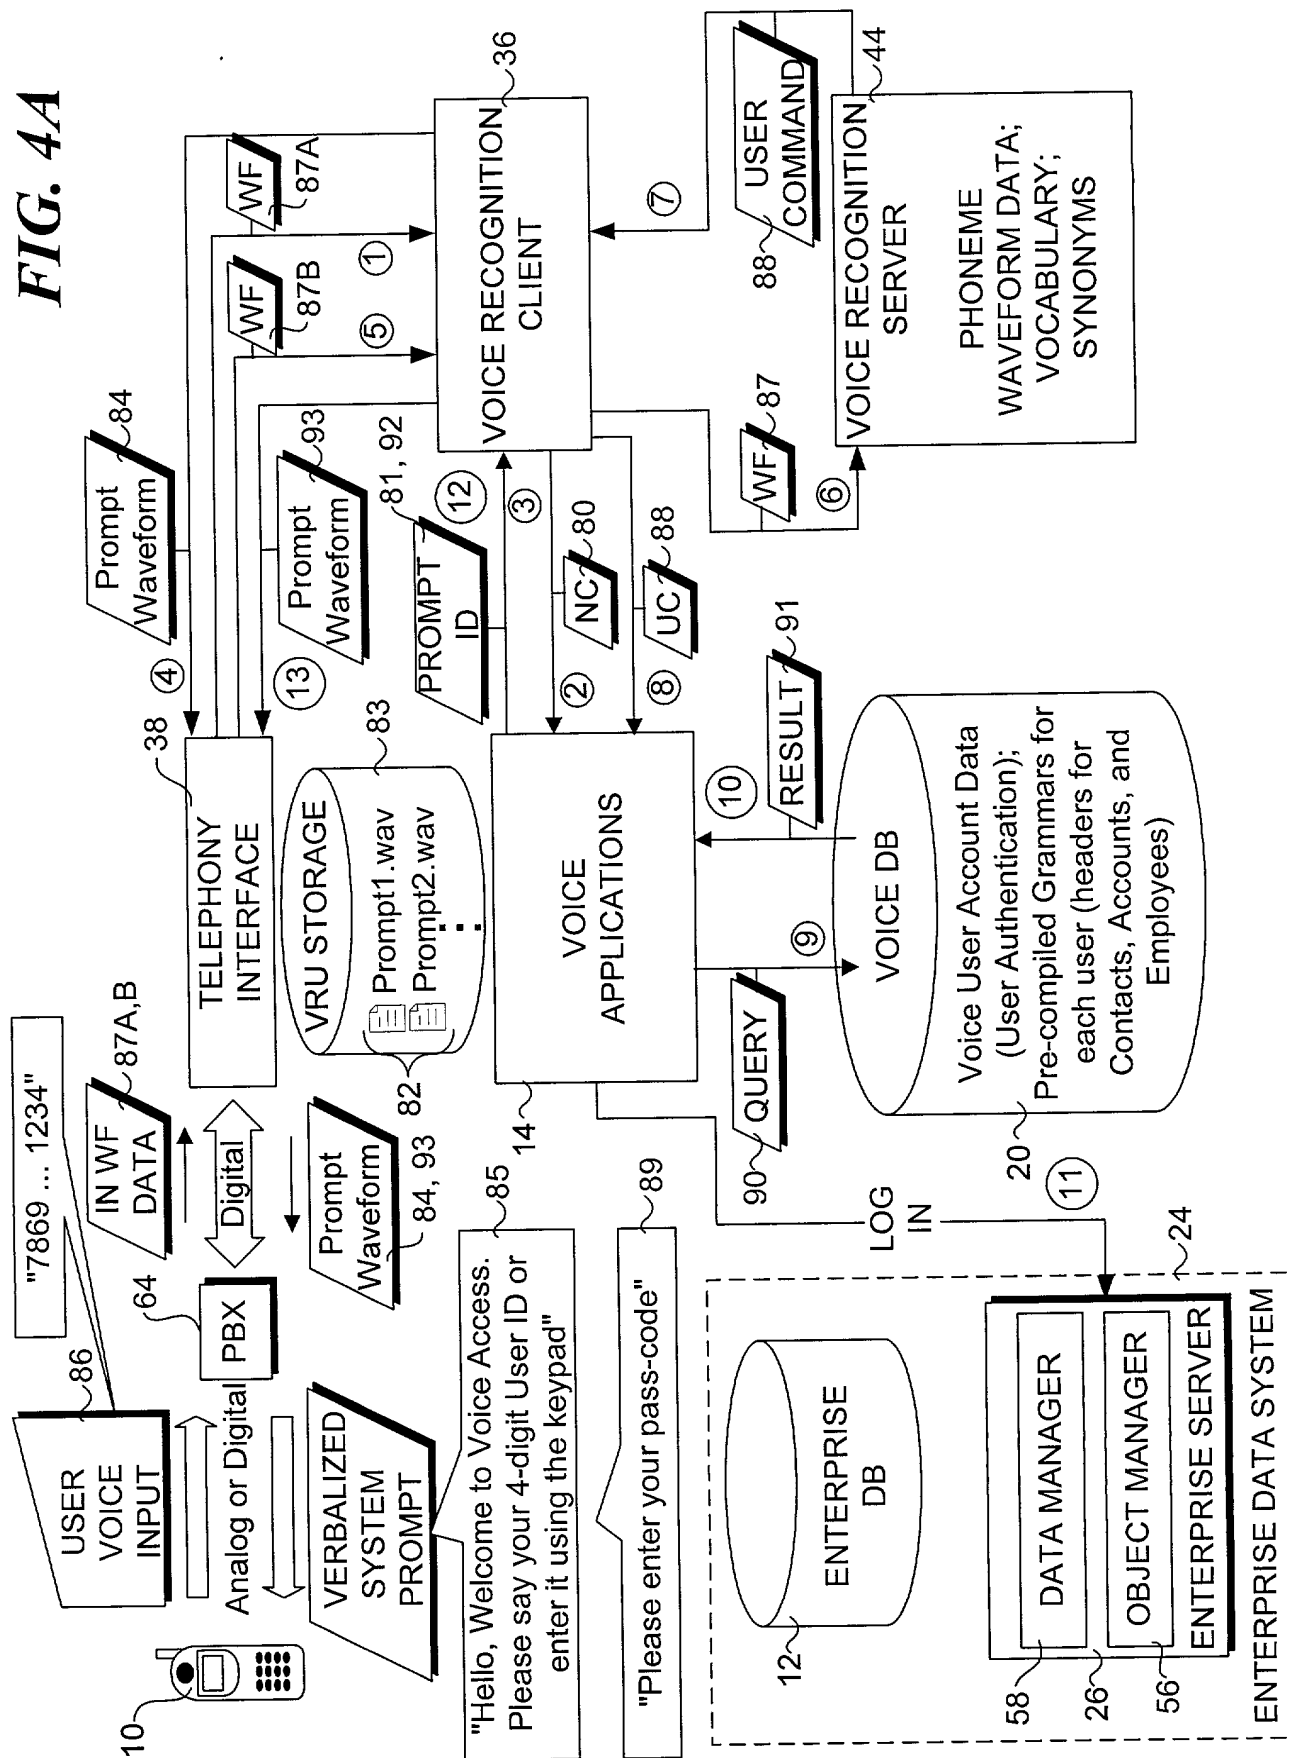 FIG. 4A
10
USER
VOICE
INPUT
86
"7869 ... 1234"
Analog or Digital
VERBALIZED
SYSTEM
PROMPT
64
PBX
IN WF
DATA
87A,B
Digital
Prompt
Waveform
84, 93
"Hello, Welcome to Voice Access.
Please say your 4-digit User ID or
enter it using the keypad"
85
"Please enter your pass-code"
89
TELEPHONY
INTERFACE
38
VRU STORAGE
Prompt1.wav
Prompt2.wav
82
83
4
Prompt
Waveform
84
13
Prompt
Waveform
93
WF
87A
1
WF
87B
5
VOICE RECOGNITION
CLIENT
36
PROMPT
ID
81, 92
12
3
2
NC
80
8
UC
88
VOICE
APPLICATIONS
14
WF
87
6
7
USER
COMMAND
88
VOICE RECOGNITION
SERVER
44
PHONEME
WAVEFORM DATA;
VOCABULARY;
SYNONYMS
QUERY
90
9
10
RESULT
91
VOICE DB
Voice User Account Data
(User Authentication);
Pre-compiled Grammars for
each user (headers for
Contacts, Accounts, and
Employees)
20
LOG
IN
11
ENTERPRISE
DB
12
DATA MANAGER
58
OBJECT MANAGER
56
ENTERPRISE SERVER
26
24
ENTERPRISE DATA SYSTEM